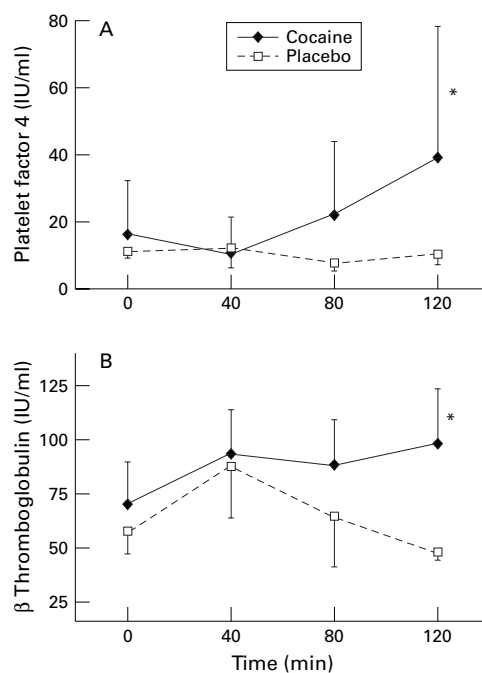 A
Cocaine
Placebo
Platelet factor 4 (IU/ml)
80
60
40
20
0
*
0 40 80 120
B
β Thromboglobulin (IU/ml)
125
100
75
50
25
*
0 40 80 120
Time (min)